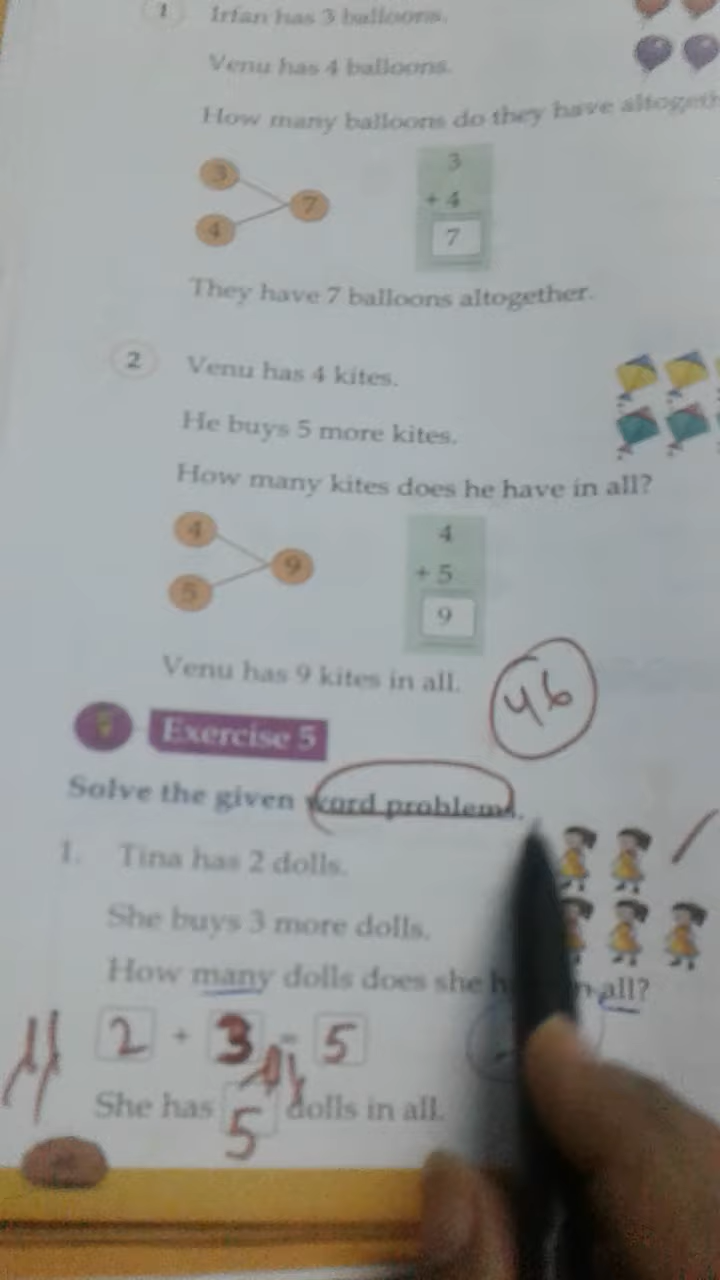 1 Irfan has 3 balloons.
Venu has 4 balloons.
How many balloons do they have altogeth
3
4
7
3
+ 4
7
They have 7 balloons altogether.
2 Venu has 4 kites.
He buys 5 more kites.
How many kites does he have in all?
4
5
9
4
+ 5
9
Venu has 9 kites in all.
46
Exercise 5
Solve the given word problems.
1. Tina has 2 dolls.
She buys 3 more dolls.
How many dolls does she h n all?
2 + 3 = 5
She has 5 dolls in all.